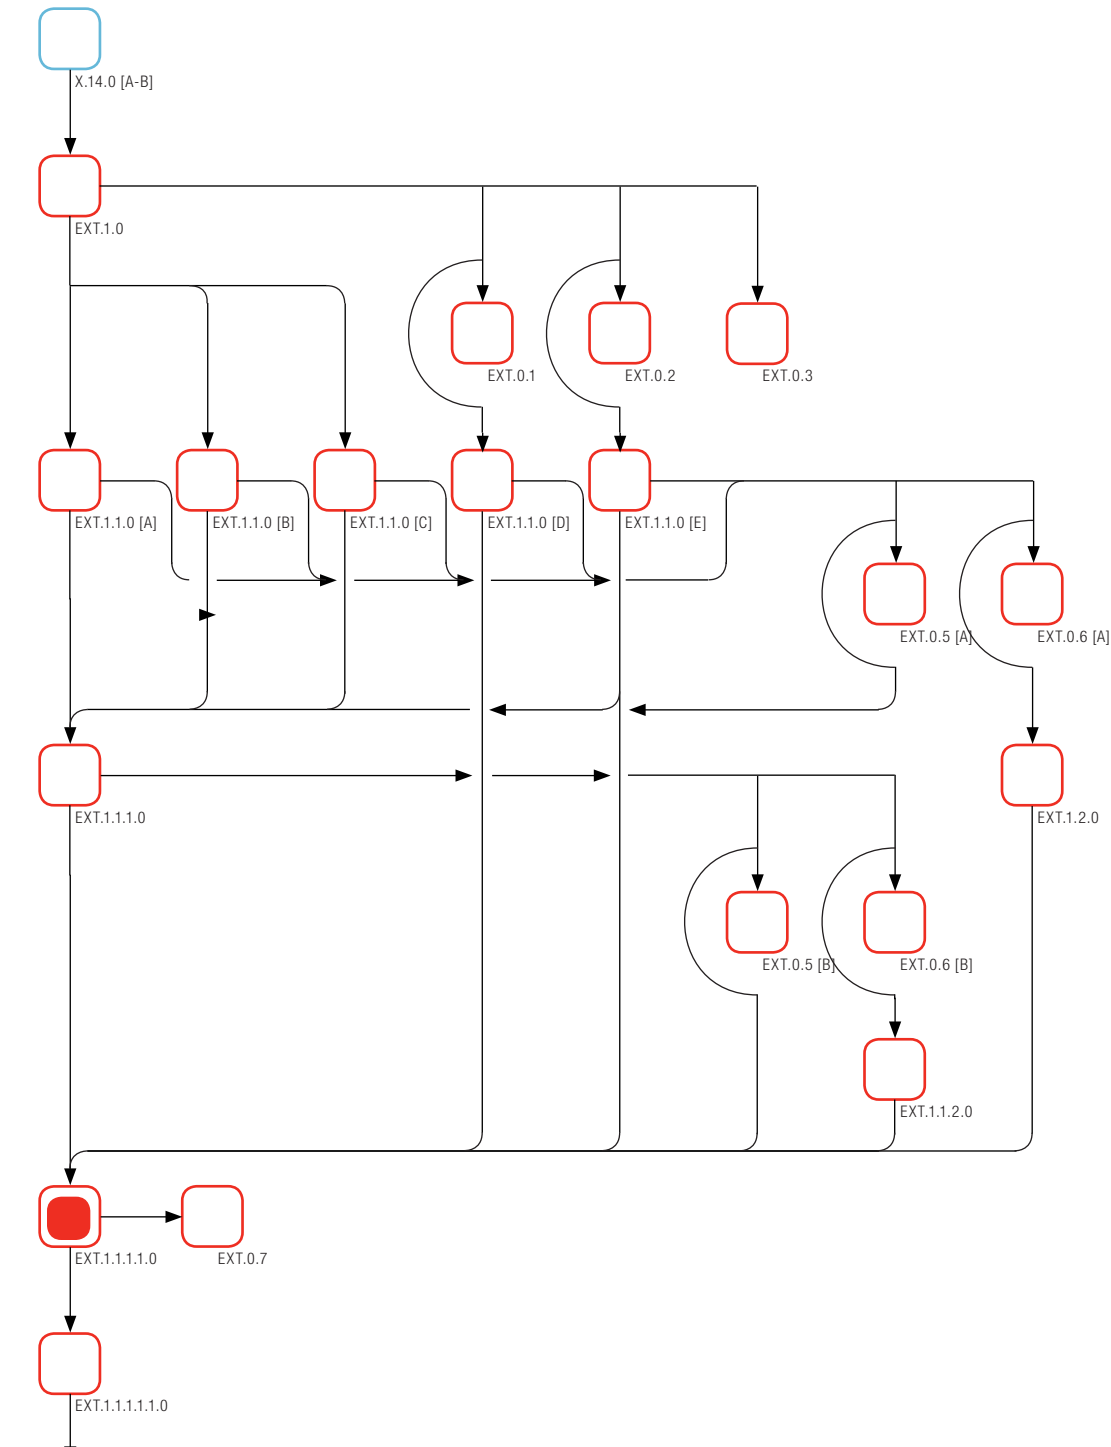 X.14.0 [A-B]
EXT.1.0
EXT.0.1
EXT.0.2
EXT.0.3
EXT.1.1.0 [A]
EXT.1.1.0 [B]
EXT.1.1.0 [C]
EXT.1.1.0 [D]
EXT.1.1.0 [E]
EXT.0.5 [A]
EXT.0.6 [A]
EXT.1.1.1.0
EXT.1.2.0
EXT.0.5 [B]
EXT.0.6 [B]
EXT.1.1.2.0
EXT.1.1.1.1.0
EXT.0.7
EXT.1.1.1.1.1.0